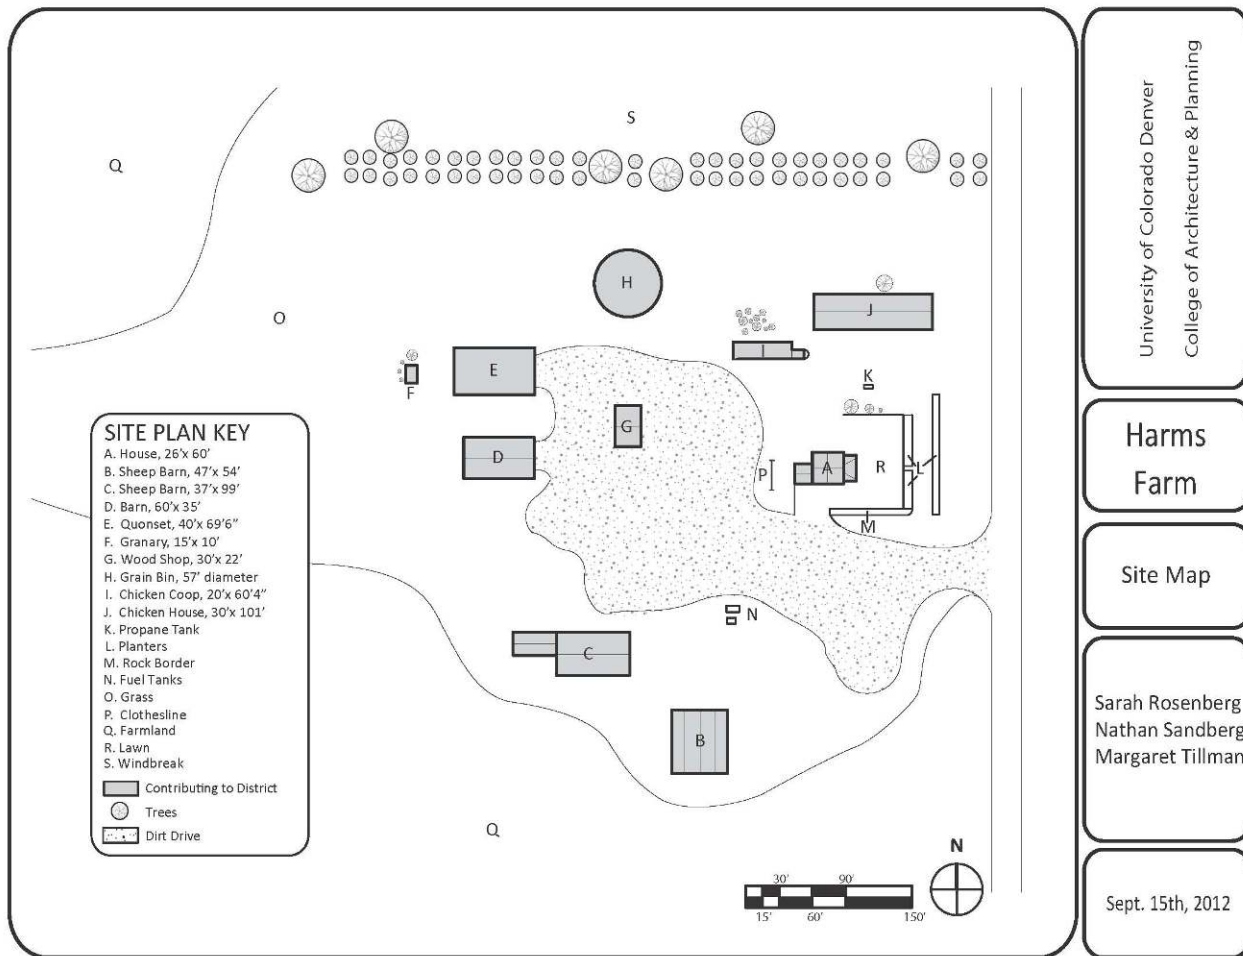 S
Q
H
J
O
I
E
K
F
G
SITE PLAN KEY
A. House, 26'x 60'
B. Sheep Barn, 47'x 54'
C. Sheep Barn, 37'x 99'
D. Barn, 60'x 35'
E. Quonset, 40'x 69'6"
F. Granary, 15'x 10'
G. Wood Shop, 30'x 22'
H. Grain Bin, 57' diameter
I. Chicken Coop, 20'x 60'4"
J. Chicken House, 30'x 101'
K. Propane Tank
L. Planters
M. Rock Border
N. Fuel Tanks
O. Grass
P. Clothesline
Q. Farmland
R. Lawn
S. Windbreak
Contributing to District
Trees
Dirt Drive
D
P
A
R
L
M
N
C
B
Q
N
30' 90'
15' 60' 150'
University of Colorado Denver
College of Architecture & Planning
Harms
Farm
Site Map
Sarah Rosenberg
Nathan Sandberg
Margaret Tillman
Sept. 15th, 2012